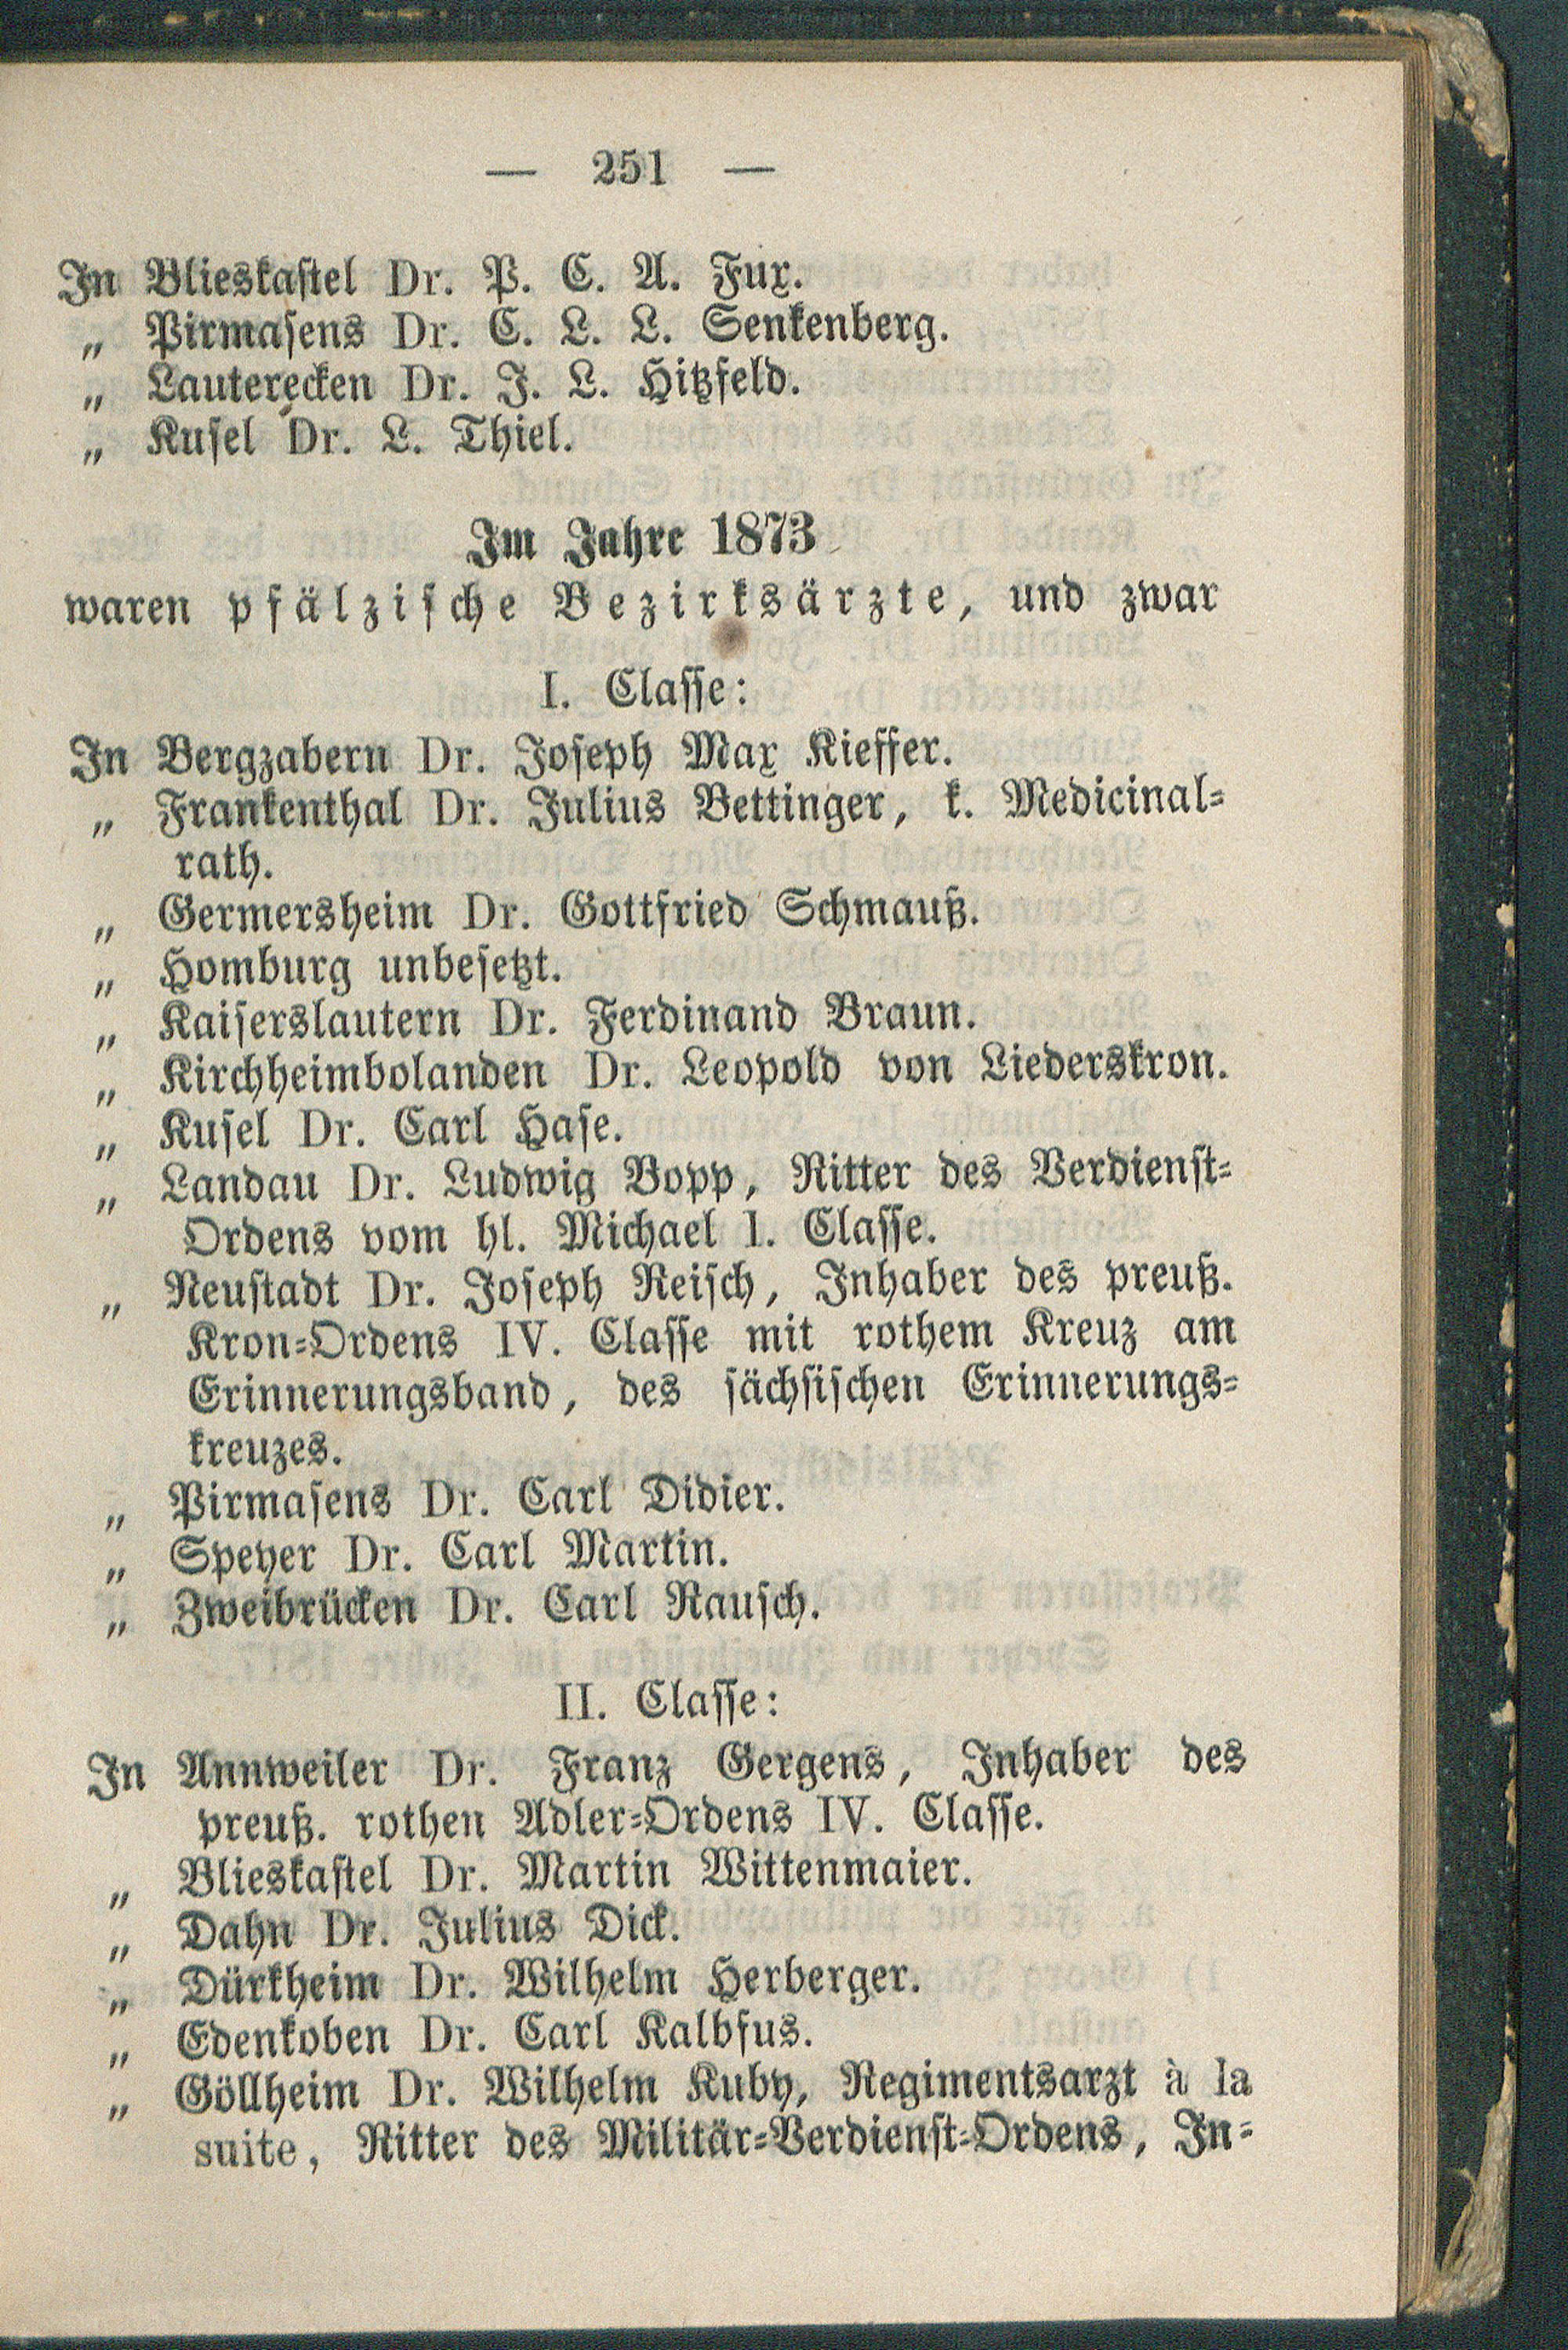 — 251 —
In Blieskastel Dr. P. C. A. Fux.
„ Pirmasens Dr. C. L. L. Senkenberg.
„ Lauterecken Dr. J. L. Hitzfeld.
„ Kusel Dr. L. Thiel.
Im Jahre 1873
waren pfälzische Bezirksärzte, und zwar
I. Classe:
In Bergzabern Dr. Joseph Max Kieffer.
„ Frankenthal Dr. Julius Bettinger, k. Medicinal-
rath.
„ Germersheim Dr. Gottfried Schmauß.
„ Homburg unbesetzt.
„ Kaiserslautern Dr. Ferdinand Braun.
„ Kirchheimbolanden Dr. Leopold von Liederskron.
„ Kusel Dr. Carl Hase.
„ Landau Dr. Ludwig Bopp, Ritter des Verdienst-
Ordens vom hl. Michael I. Classe.
„ Neustadt Dr. Joseph Reisch, Inhaber des preuß.
Kron-Ordens IV. Classe mit rothem Kreuz am
Erinnerungsband, des sächsischen Erinnerungs-
kreuzes.
„ Pirmasens Dr. Carl Didier.
„ Speyer Dr. Carl Martin.
„ Zweibrücken Dr. Carl Rausch.
II. Classe:
In Annweiler Dr. Franz Gergens, Inhaber des
preuß. rothen Adler-Ordens IV. Classe.
„ Blieskastel Dr. Martin Wittenmaier.
„ Dahn Dr. Julius Dick.
„ Dürkheim Dr. Wilhelm Herberger.
„ Edenkoben Dr. Carl Kalbfus.
„ Göllheim Dr. Wilhelm Kuby, Regimentsarzt à la
suite, Ritter des Militär-Verdienst-Ordens, In-